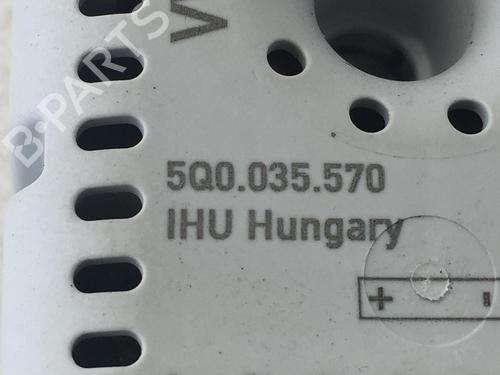 B-PARTS
5Q0.035.570
IHU Hungary
+ -